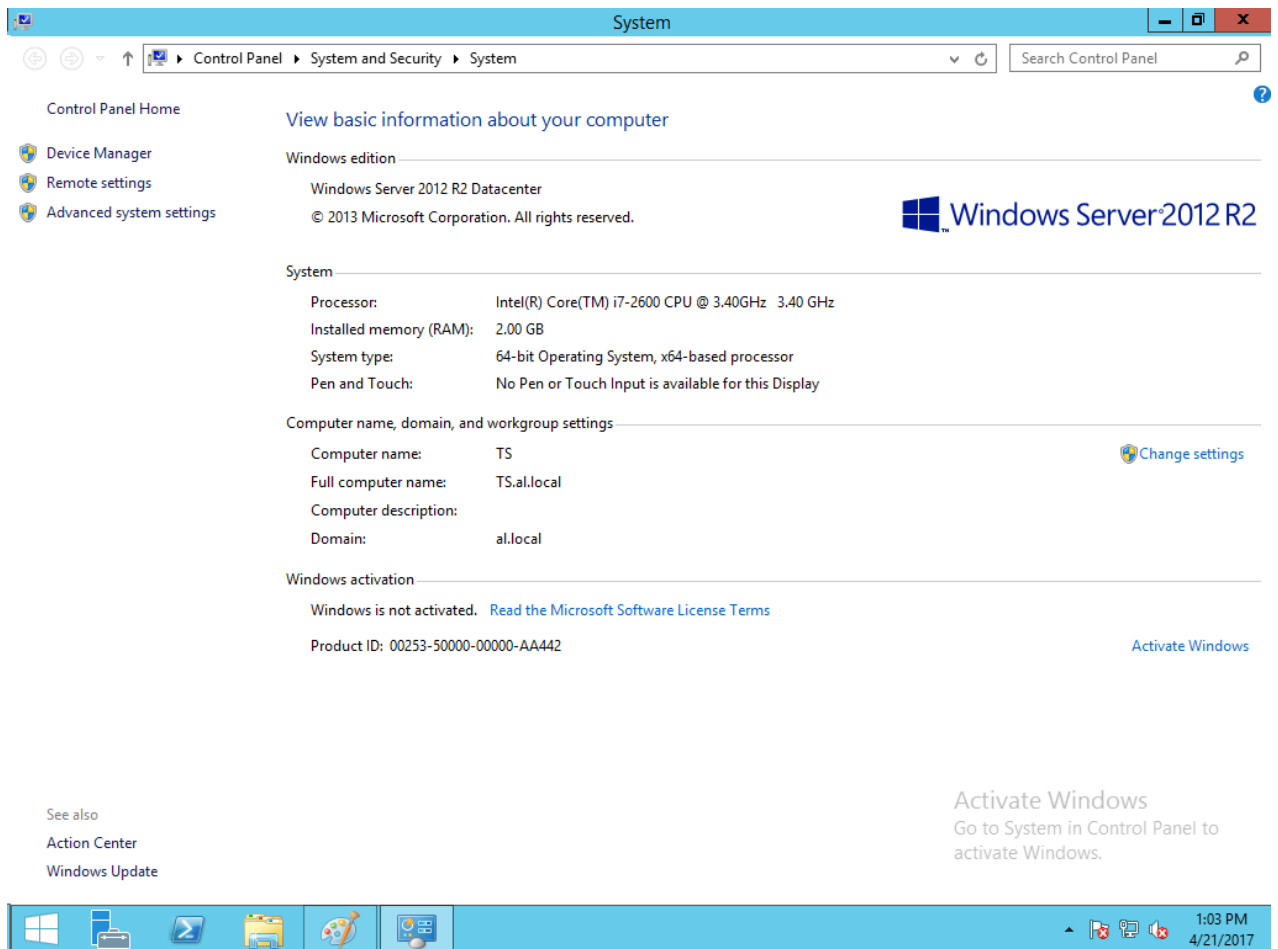 System
Control Panel System and Security System
Search Control Panel
Control Panel Home
Device Manager
Remote settings
Advanced system settings
View basic information about your computer
Windows edition
Windows Server 2012 R2 Datacenter
© 2013 Microsoft Corporation. All rights reserved.
Windows Server 2012 R2
System
Processor: Intel(R) Core(TM) i7-2600 CPU @ 3.40GHz 3.40 GHz
Installed memory (RAM): 2.00 GB
System type: 64-bit Operating System, x64-based processor
Pen and Touch: No Pen or Touch Input is available for this Display
Computer name, domain, and workgroup settings
Computer name: TS
Change settings
Full computer name: TS.al.local
Computer description:
Domain: al.local
Windows activation
Windows is not activated. Read the Microsoft Software License Terms
Product ID: 00253-50000-00000-AA442
Activate Windows
See also
Action Center
Windows Update
Activate Windows
Go to System in Control Panel to
activate Windows.
1:03 PM
4/21/2017